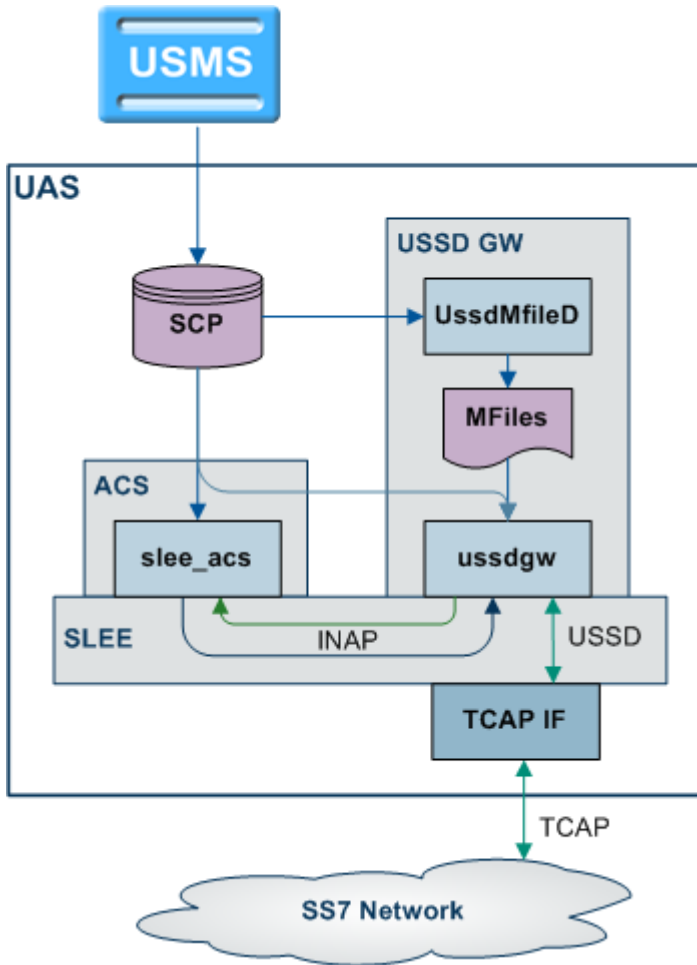 USMS
UAS
USSD GW
SCP
UssdMfileD
MFiles
ACS
slee_acs
ussdgw
SLEE
INAP
USSD
TCAP IF
TCAP
SS7 Network